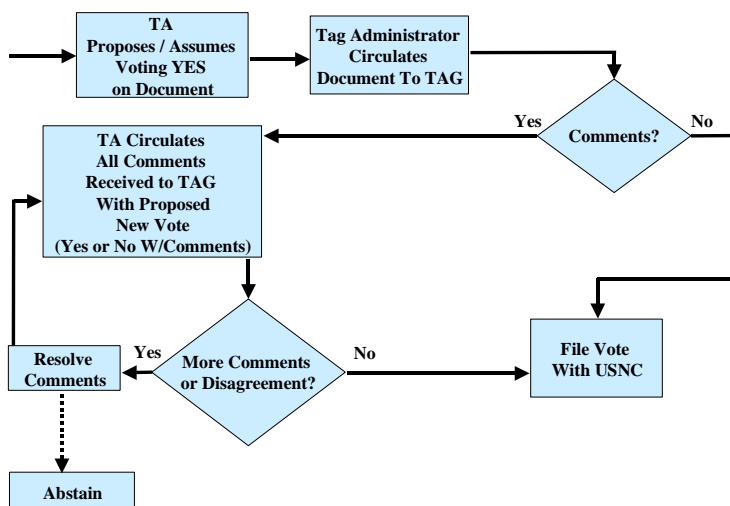 TA
Proposes / Assumes
Voting YES
on Document
Tag Administrator
Circulates
Document To TAG
Yes
Comments?
No
TA Circulates
All Comments
Received to TAG
With Proposed
New Vote
(Yes or No W/Comments)
Resolve
Comments
Yes
More Comments
or Disagreement?
No
File Vote
With USNC
Abstain